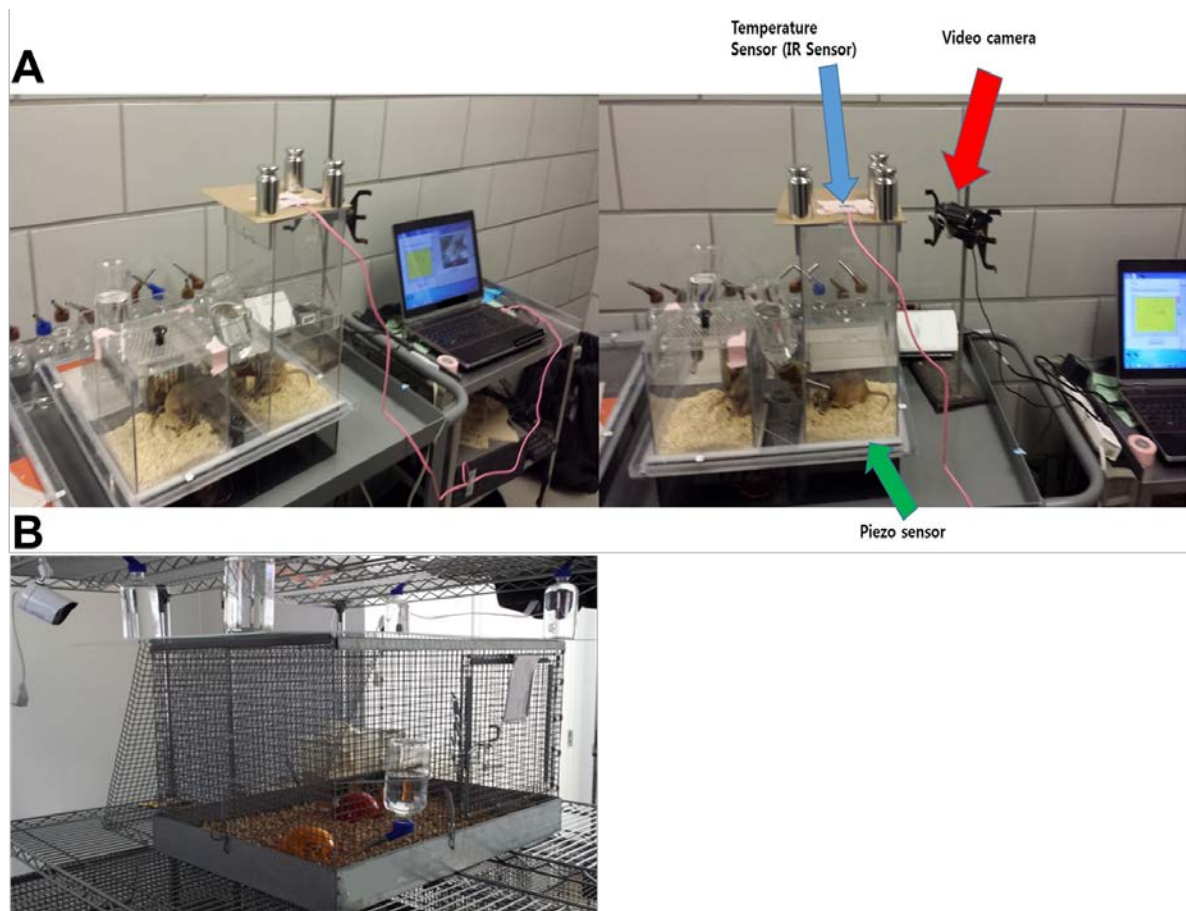 A
Temperature
Sensor (IR Sensor)
Video camera
Piezo sensor
B